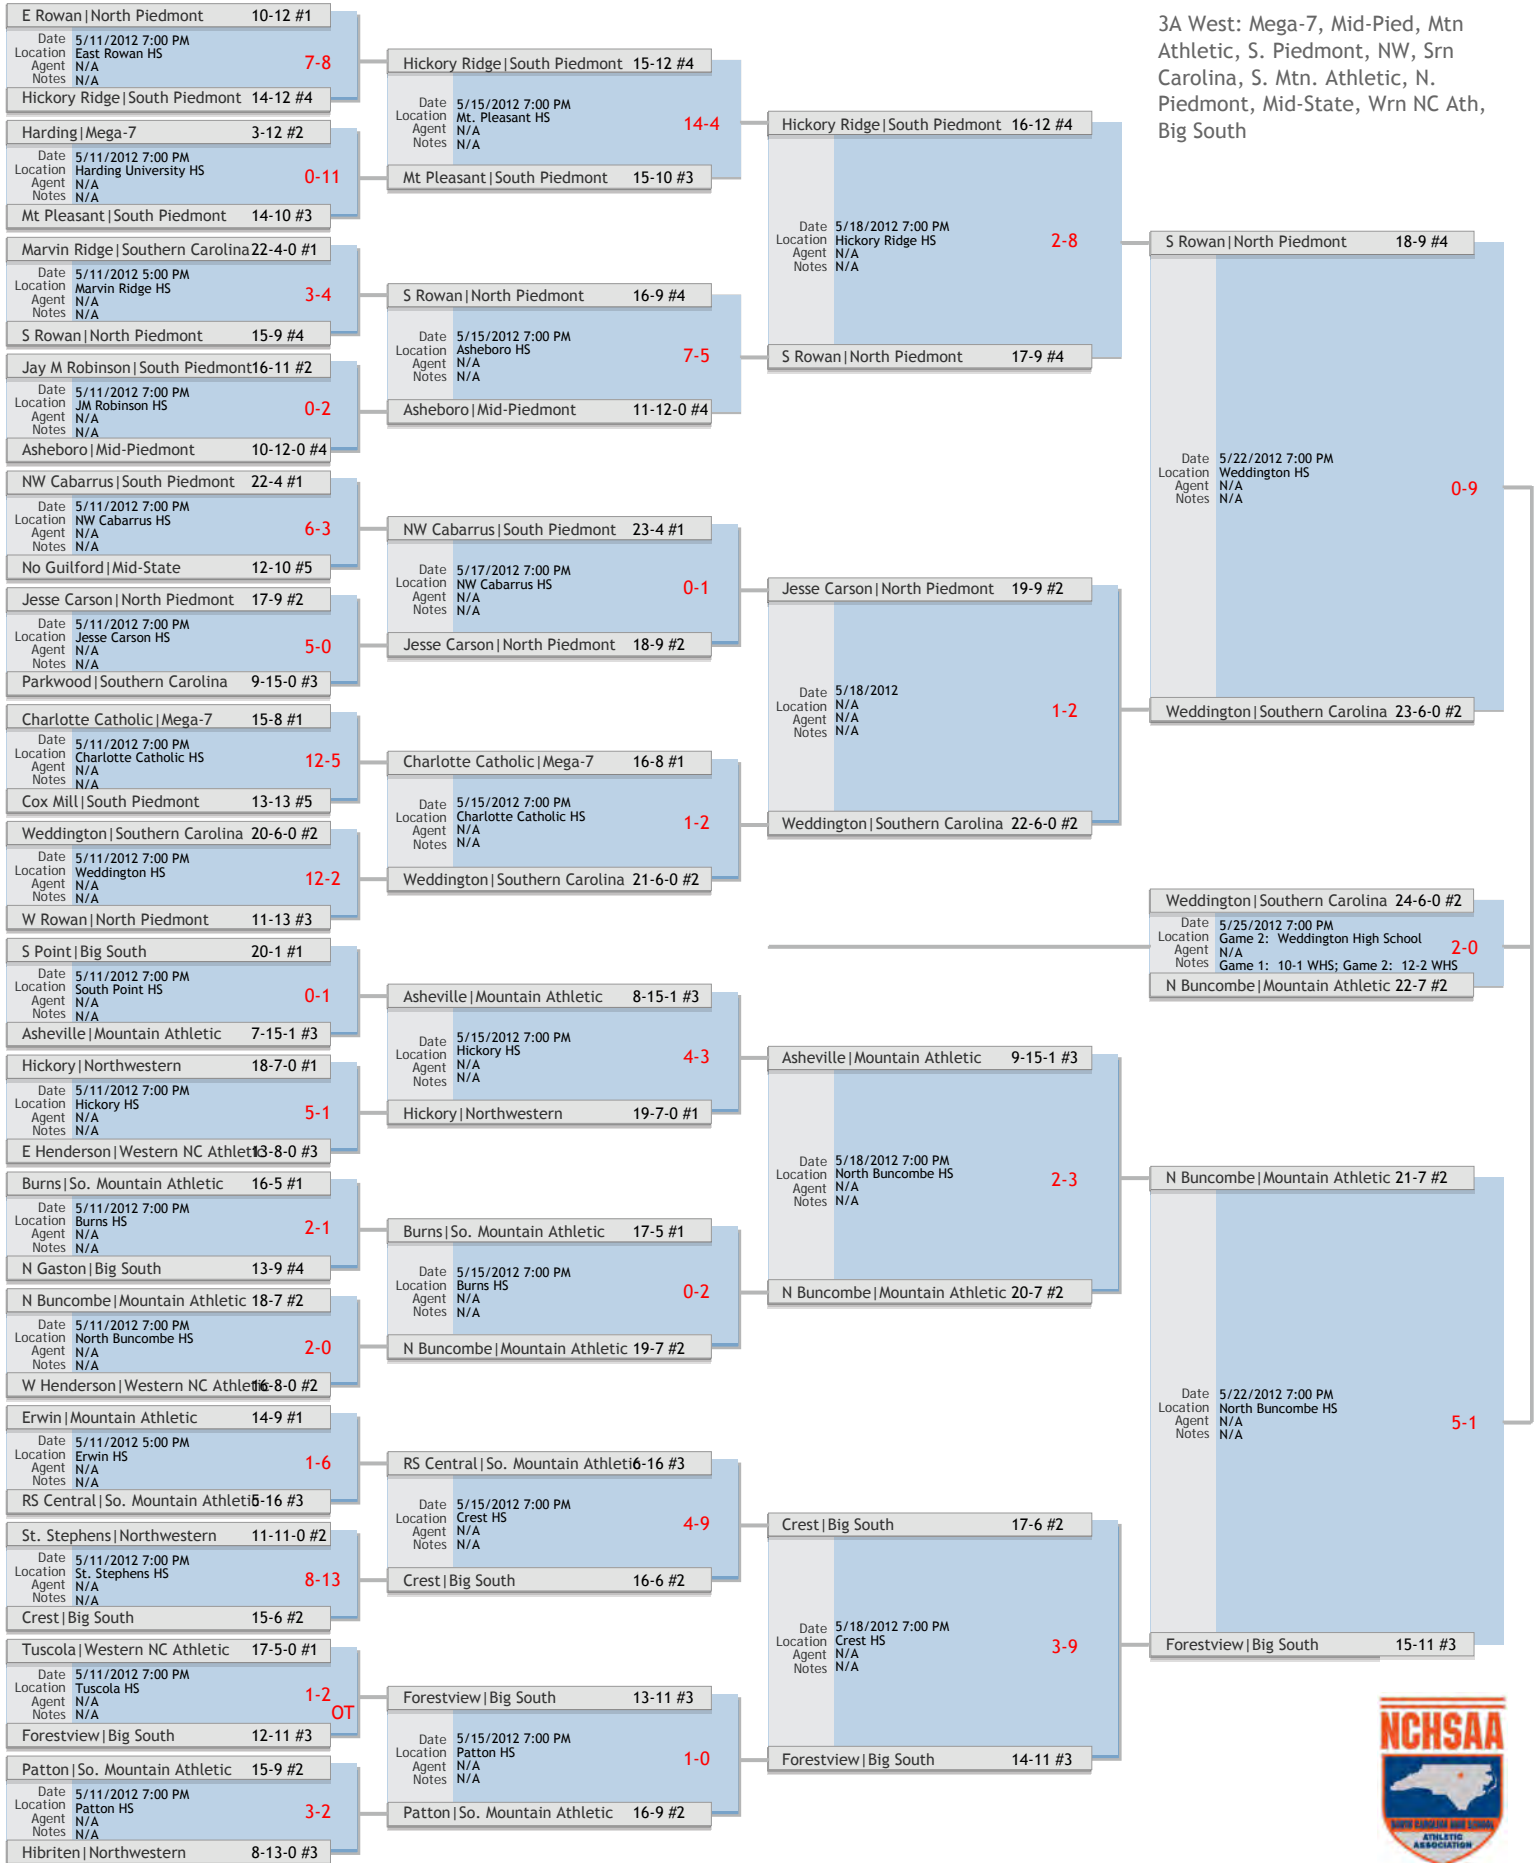 E Rowan|North Piedmont 10-12 #1
Date 5/11/2012 7:00 PM
Location East Rowan HS
Agent N/A
Notes N/A
7-8
Hickory Ridge|South Piedmont 14-12 #4
Harding|Mega-7 3-12 #2
Date 5/11/2012 7:00 PM
Location Harding University HS
Agent N/A
Notes N/A
0-11
Mt Pleasant|South Piedmont 14-10 #3
Marvin Ridge|Southern Carolina 22-4-0 #1
Date 5/11/2012 5:00 PM
Location Marvin Ridge HS
Agent N/A
Notes N/A
3-4
S Rowan|North Piedmont 15-9 #4
Jay M Robinson|South Piedmont 16-11 #2
Date 5/11/2012 7:00 PM
Location JM Robinson HS
Agent N/A
Notes N/A
0-2
Asheboro|Mid-Piedmont 10-12-0 #4
NW Cabarrus|South Piedmont 22-4 #1
Date 5/11/2012 7:00 PM
Location NW Cabarrus HS
Agent N/A
Notes N/A
6-3
No Guilford|Mid-State 12-10 #5
Jesse Carson|North Piedmont 17-9 #2
Date 5/11/2012 7:00 PM
Location Jesse Carson HS
Agent N/A
Notes N/A
5-0
Parkwood|Southern Carolina 9-15-0 #3
Charlotte Catholic|Mega-7 15-8 #1
Date 5/11/2012 7:00 PM
Location Charlotte Catholic HS
Agent N/A
Notes N/A
12-5
Cox Mill|South Piedmont 13-13 #5
Weddington|Southern Carolina 20-6-0 #2
Date 5/11/2012 7:00 PM
Location Weddington HS
Agent N/A
Notes N/A
12-2
W Rowan|North Piedmont 11-13 #3
S Point|Big South 20-1 #1
Date 5/11/2012 7:00 PM
Location South Point HS
Agent N/A
Notes N/A
0-1
Asheville|Mountain Athletic 7-15-1 #3
Hickory|Northwestern 18-7-0 #1
Date 5/11/2012 7:00 PM
Location Hickory HS
Agent N/A
Notes N/A
5-1
E Henderson|Western NC Athletic 13-8-0 #3
Burns|So. Mountain Athletic 16-5 #1
Date 5/11/2012 7:00 PM
Location Burns HS
Agent N/A
Notes N/A
2-1
N Gaston|Big South 13-9 #4
N Buncombe|Mountain Athletic 18-7 #2
Date 5/11/2012 7:00 PM
Location North Buncombe HS
Agent N/A
Notes N/A
2-0
W Henderson|Western NC Athletic 16-8-0 #2
Erwin|Mountain Athletic 14-9 #1
Date 5/11/2012 5:00 PM
Location Erwin HS
Agent N/A
Notes N/A
1-6
RS Central|So. Mountain Athletic 5-16 #3
St. Stephens|Northwestern 11-11-0 #2
Date 5/11/2012 7:00 PM
Location St. Stephens HS
Agent N/A
Notes N/A
8-13
Crest|Big South 15-6 #2
Tuscola|Western NC Athletic 17-5-0 #1
Date 5/11/2012 7:00 PM
Location Tuscola HS
Agent N/A
Notes N/A
1-2
OT
Forestview|Big South 12-11 #3
Patton|So. Mountain Athletic 15-9 #2
Date 5/11/2012 7:00 PM
Location Patton HS
Agent N/A
Notes N/A
3-2
Hibriten|Northwestern 8-13-0 #3
Hickory Ridge|South Piedmont 15-12 #4
Date 5/15/2012 7:00 PM
Location Mt. Pleasant HS
Agent N/A
Notes N/A
14-4
Mt Pleasant|South Piedmont 15-10 #3
S Rowan|North Piedmont 16-9 #4
Date 5/15/2012 7:00 PM
Location Asheboro HS
Agent N/A
Notes N/A
7-5
Asheboro|Mid-Piedmont 11-12-0 #4
NW Cabarrus|South Piedmont 23-4 #1
Date 5/17/2012 7:00 PM
Location NW Cabarrus HS
Agent N/A
Notes N/A
0-1
Jesse Carson|North Piedmont 18-9 #2
Charlotte Catholic|Mega-7 16-8 #1
Date 5/15/2012 7:00 PM
Location Charlotte Catholic HS
Agent N/A
Notes N/A
1-2
Weddington|Southern Carolina 21-6-0 #2
Asheville|Mountain Athletic 8-15-1 #3
Date 5/15/2012 7:00 PM
Location Hickory HS
Agent N/A
Notes N/A
4-3
Hickory|Northwestern 19-7-0 #1
Burns|So. Mountain Athletic 17-5 #1
Date 5/15/2012 7:00 PM
Location Burns HS
Agent N/A
Notes N/A
0-2
N Buncombe|Mountain Athletic 19-7 #2
RS Central|So. Mountain Athletic 6-16 #3
Date 5/15/2012 7:00 PM
Location Crest HS
Agent N/A
Notes N/A
4-9
Crest|Big South 16-6 #2
Forestview|Big South 13-11 #3
Date 5/15/2012 7:00 PM
Location Patton HS
Agent N/A
Notes N/A
1-0
Patton|So. Mountain Athletic 16-9 #2
Hickory Ridge|South Piedmont 16-12 #4
Date 5/18/2012 7:00 PM
Location Hickory Ridge HS
Agent N/A
Notes N/A
2-8
S Rowan|North Piedmont 17-9 #4
Jesse Carson|North Piedmont 19-9 #2
Date 5/18/2012
Location N/A
Agent N/A
Notes N/A
1-2
Weddington|Southern Carolina 22-6-0 #2
Asheville|Mountain Athletic 9-15-1 #3
Date 5/18/2012 7:00 PM
Location North Buncombe HS
Agent N/A
Notes N/A
2-3
N Buncombe|Mountain Athletic 20-7 #2
Crest|Big South 17-6 #2
Date 5/18/2012 7:00 PM
Location Crest HS
Agent N/A
Notes N/A
3-9
Forestview|Big South 14-11 #3
3A West: Mega-7, Mid-Pied, Mtn
Athletic, S. Piedmont, NW, Srn
Carolina, S. Mtn. Athletic, N.
Piedmont, Mid-State, Wrn NC Ath,
Big South
S Rowan|North Piedmont 18-9 #4
Date 5/22/2012 7:00 PM
Location Weddington HS
Agent N/A
Notes N/A
0-9
Weddington|Southern Carolina 23-6-0 #2
Weddington|Southern Carolina 24-6-0 #2
Date 5/25/2012 7:00 PM
Location Game 2: Weddington High School
Agent N/A
Notes Game 1: 10-1 WHS; Game 2: 12-2 WHS
2-0
N Buncombe|Mountain Athletic 22-7 #2
N Buncombe|Mountain Athletic 21-7 #2
Date 5/22/2012 7:00 PM
Location North Buncombe HS
Agent N/A
Notes N/A
5-1
Forestview|Big South 15-11 #3
NCHSAA
NORTH CAROLINA HIGH SCHOOL
ATHLETIC
ASSOCIATION